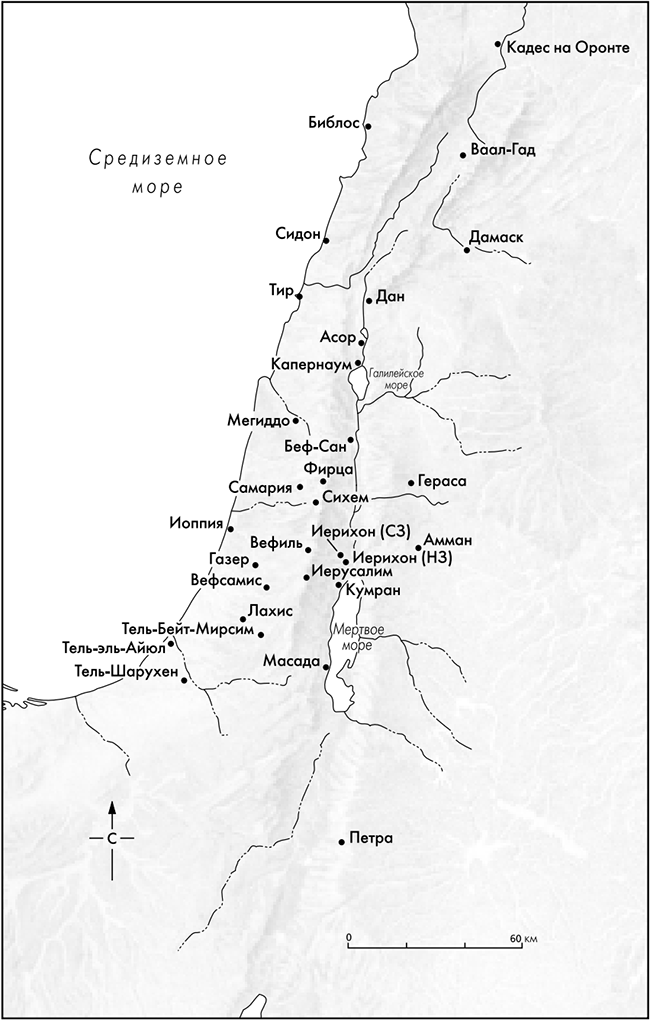 Кадес на Оронте
Библос
Ваал-Гад
Средиземное
море
Сидон
Дамаск
Тир
Дан
Асор
Капернаум
Галилейское
море
Мегиддо
Беф-Сан
Фирца
Самария
Гераса
Сихем
Иоппия
Иерихон (СЗ)
Вефиль
Амман
Иерихон (НЗ)
Газер
Иерусалим
Вефсамис
Кумран
Лахис
Тель-Бейт-Мирсим
Мертвое
море
Тель-эль-Айюл
Масада
Тель-Шарухен
С
Петра
0
60 км